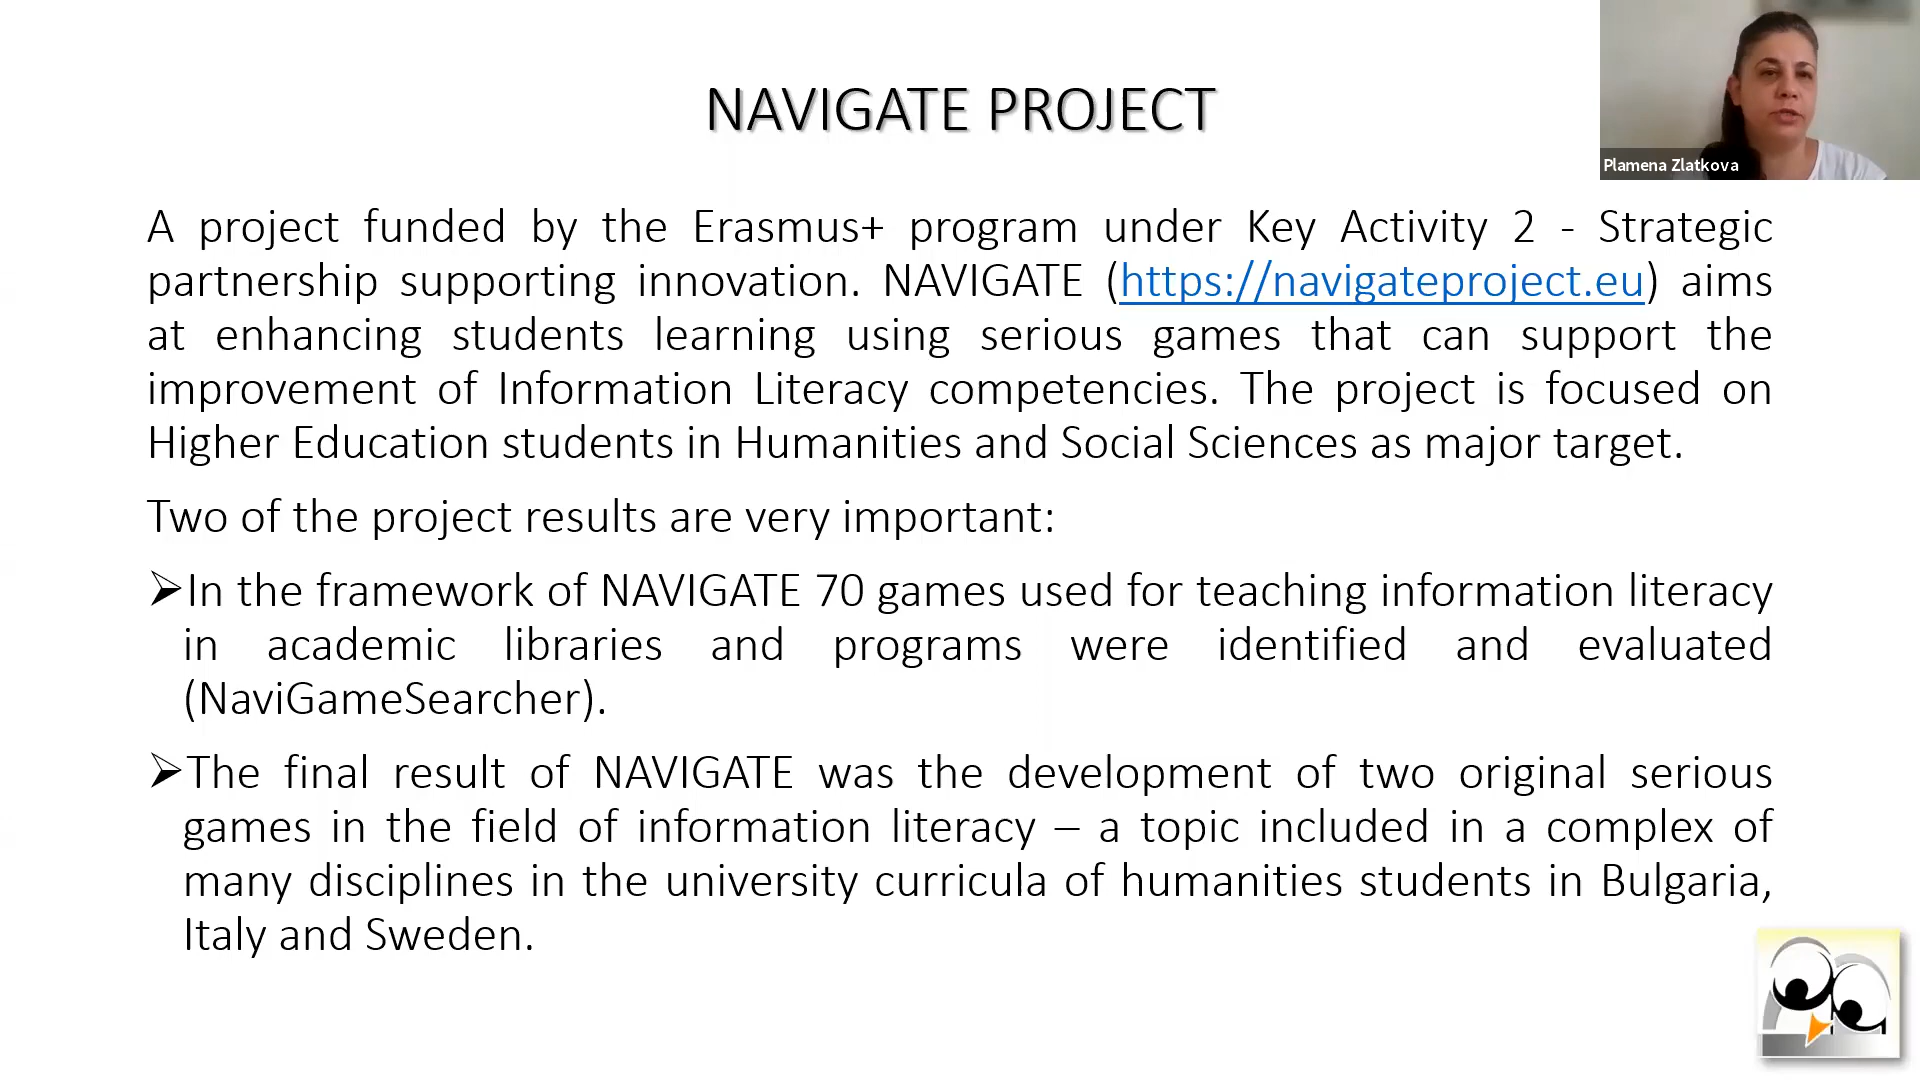 NAVIGATE PROJECT
Plamena Zlatkova
A project funded by the Erasmus+ program under Key Activity 2 - Strategic
partnership supporting innovation. NAVIGATE (https://navigateproject.eu) aims
at enhancing students learning using serious games that can support the
improvement of Information Literacy competencies. The project is focused on
Higher Education students in Humanities and Social Sciences as major target.
Two of the project results are very important:
➢In the framework of NAVIGATE 70 games used for teaching information literacy
in academic libraries and programs were identified and evaluated
(NaviGameSearcher).
➢The final result of NAVIGATE was the development of two original serious
games in the field of information literacy – a topic included in a complex of
many disciplines in the university curricula of humanities students in Bulgaria,
Italy and Sweden.